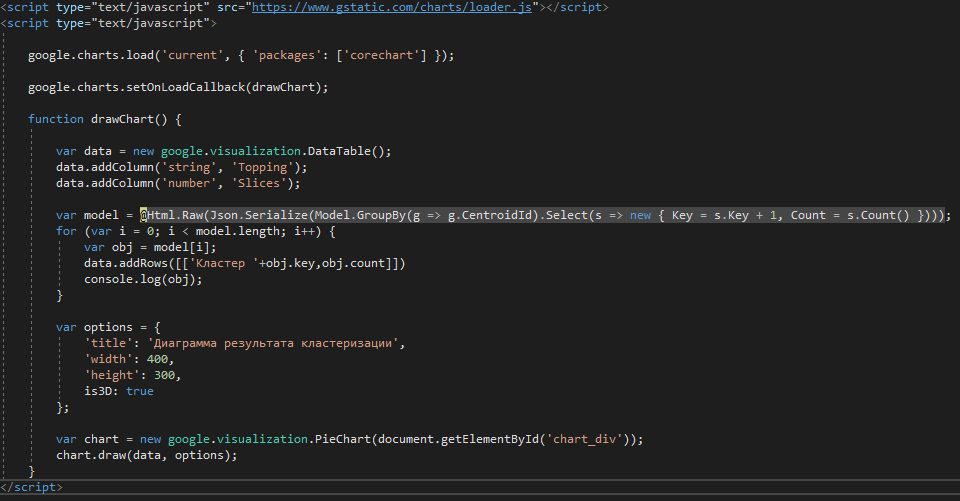 <script type="text/javascript" src="https://www.gstatic.com/charts/loader.js"></script>
<script type="text/javascript">
google.charts.load('current', { 'packages': ['corechart'] });
google.charts.setOnLoadCallback(drawChart);
function drawChart() {
var data = new google.visualization.DataTable();
data.addColumn('string', 'Topping');
data.addColumn('number', 'Slices');
var model = @Html.Raw(Json.Serialize(Model.GroupBy(g => g.CentroidId).Select(s => new { Key = s.Key + 1, Count = s.Count() })));
for (var i = 0; i < model.length; i++) {
var obj = model[i];
data.addRows([['Кластер '+obj.key,obj.count]])
console.log(obj);
}
var options = {
'title': 'Диаграмма результата кластеризации',
'width': 400,
'height': 300,
is3D: true
};
var chart = new google.visualization.PieChart(document.getElementById('chart_div'));
chart.draw(data, options);
}
</script>